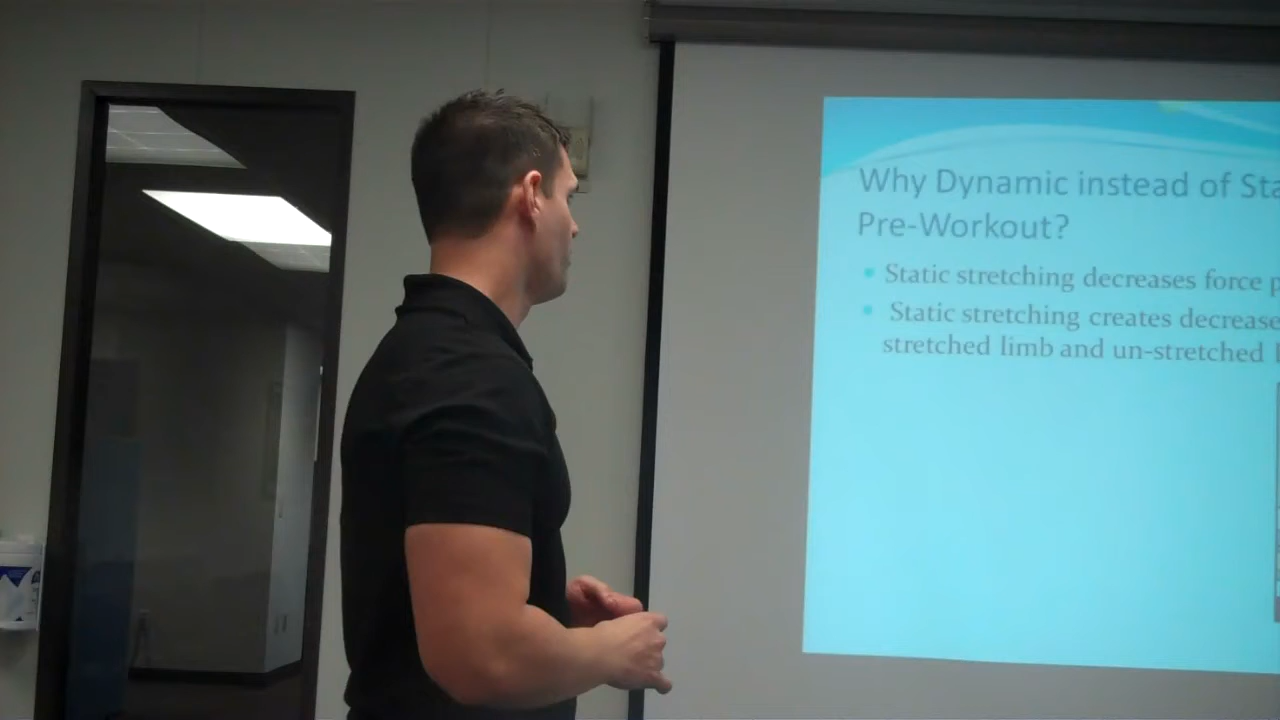 Why Dynamic instead of Sta
Pre-Workout?
Static stretching decreases force p
Static stretching creates decrease
stretched limb and un-stretched l